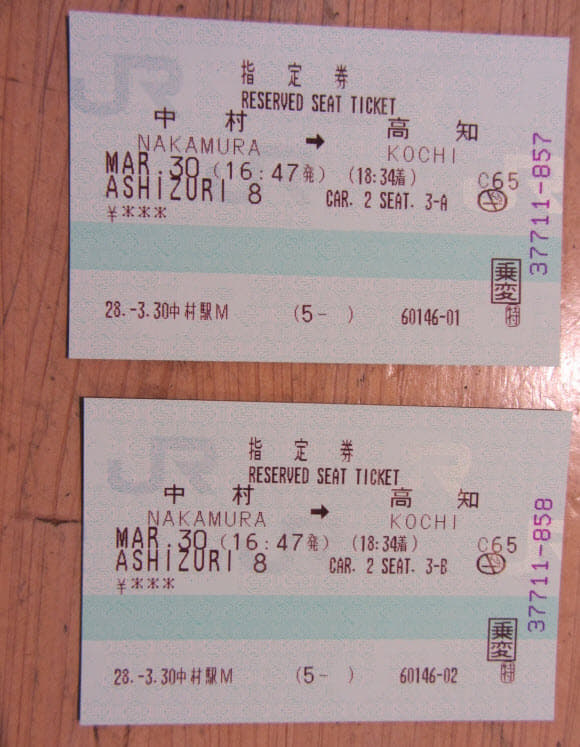 JR
指定券
RESERVED SEAT TICKET
中村 → 高知
NAKAMURA KOCHI
MAR.30 (16:47発) (18:34着) C65
ASHIZURI 8 CAR. 2 SEAT. 3-A
¥***
乗変
特
28.-3.30中村駅M (5- ) 60146-01
37711-857
JR
指定券
RESERVED SEAT TICKET
中村 → 高知
NAKAMURA KOCHI
MAR.30 (16:47発) (18:34着) C65
ASHIZURI 8 CAR. 2 SEAT. 3-B
¥***
乗変
特
28.-3.30中村駅M (5- ) 60146-02
37711-858